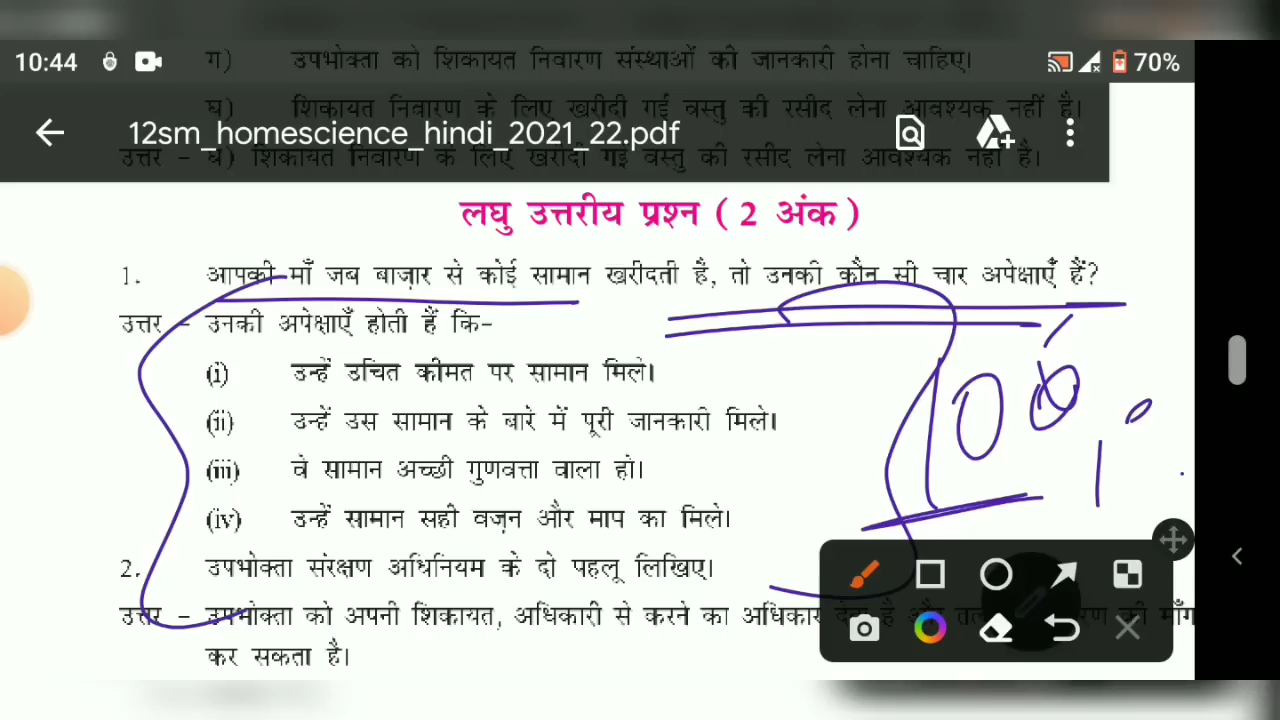 10:44 70%
ग) उपभोक्ता को शिकायत निवारण संस्थाओं की जानकारी होना चाहिए।
घ) शिकायत निवारण के लिए खरीदी गई वस्तु की रसीद लेना आवश्यक नहीं है।
12sm_homescience_hindi_2021_22.pdf
उत्तर - घ) शिकायत निवारण के लिए खरीदी गई वस्तु की रसीद लेना आवश्यक नहीं है।
लघु उत्तरीय प्रश्न ( 2 अंक )
1. आपकी माँ जब बाज़ार से कोई सामान खरीदती है, तो उनकी कौन सी चार अपेक्षाएँ हैं?
उत्तर - उनकी अपेक्षाएँ होती हैं कि-
(i) उन्हें उचित कीमत पर सामान मिले।
(ii) उन्हें उस सामान के बारे में पूरी जानकारी मिले।
(iii) वे सामान अच्छी गुणवत्ता वाला हो।
(iv) उन्हें सामान सही वज़न और माप का मिले।
2. उपभोक्ता संरक्षण अधिनियम के दो पहलू लिखिए।
उत्तर - उपभोक्ता को अपनी शिकायत, अधिकारी से करने का अधिकार है और की माँग
कर सकता है।